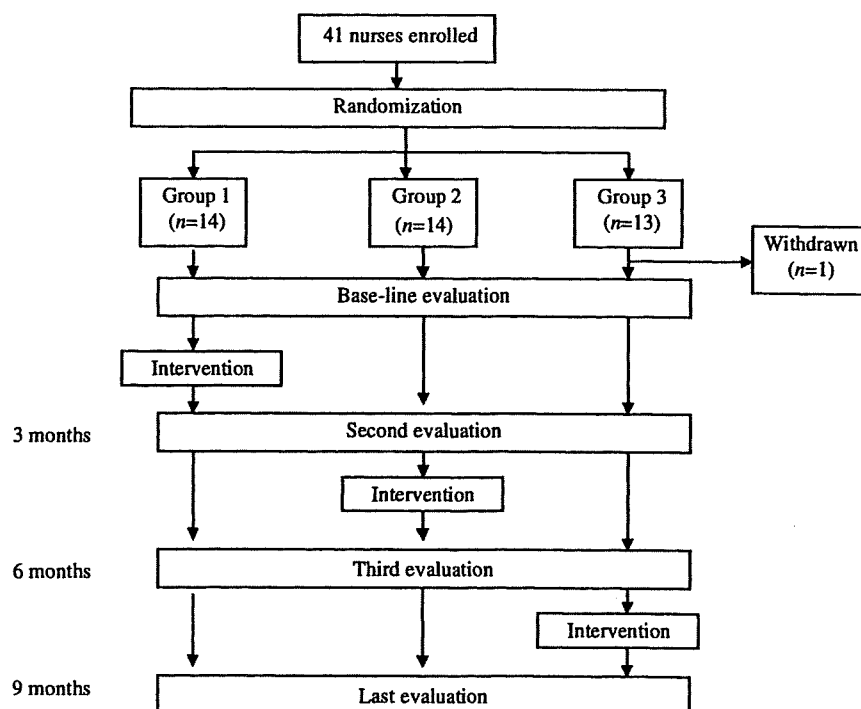 41 nurses enrolled
Randomization
Group 1
(n=14)
Group 2
(n=14)
Group 3
(n=13)
Withdrawn
(n=1)
Base-line evaluation
Intervention
3 months
Second evaluation
Intervention
6 months
Third evaluation
Intervention
9 months
Last evaluation